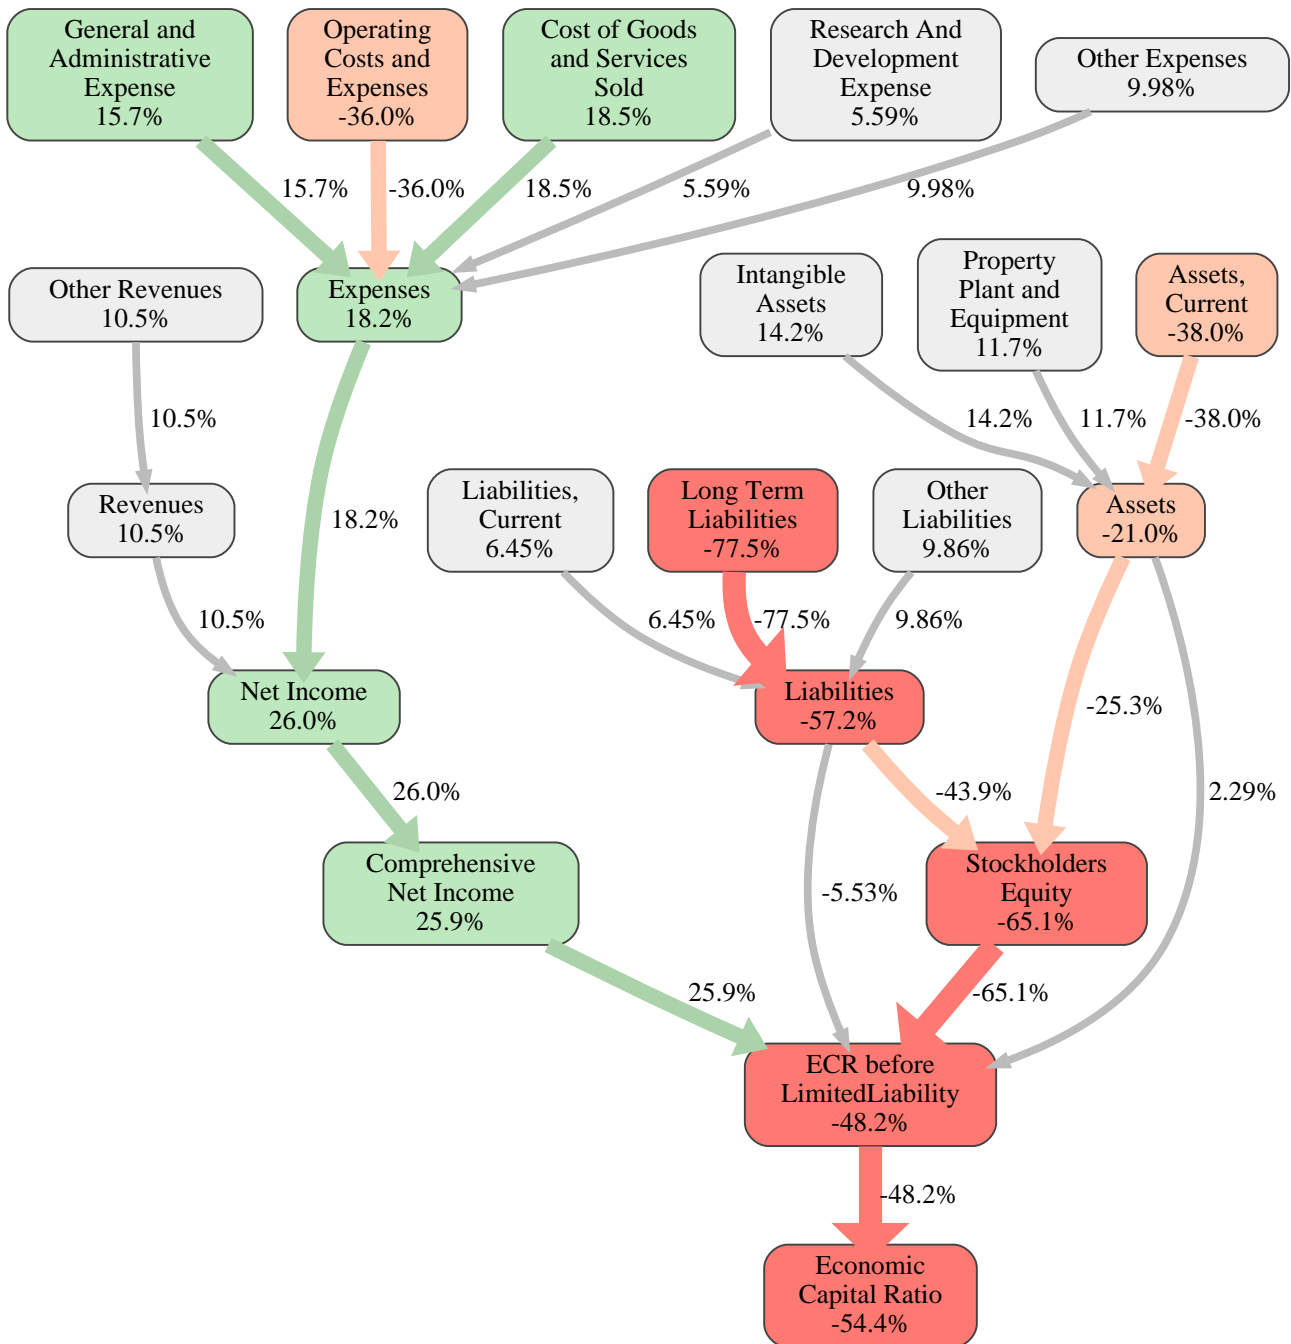 General and
Administrative
Expense
15.7%
Operating
Costs and
Expenses
-36.0%
Cost of Goods
and Services
Sold
18.5%
Research And
Development
Expense
5.59%
Other Expenses
9.98%
15.7%
-36.0%
18.5%
5.59%
9.98%
Other Revenues
10.5%
Expenses
18.2%
Intangible
Assets
14.2%
Property
Plant and
Equipment
11.7%
Assets,
Current
-38.0%
10.5%
18.2%
14.2%
11.7%
-38.0%
Revenues
10.5%
Liabilities,
Current
6.45%
Long Term
Liabilities
-77.5%
Other
Liabilities
9.86%
Assets
-21.0%
10.5%
6.45%
-77.5%
9.86%
-25.3%
2.29%
Net Income
26.0%
Liabilities
-57.2%
26.0%
-43.9%
-5.53%
Comprehensive
Net Income
25.9%
Stockholders
Equity
-65.1%
25.9%
-65.1%
ECR before
LimitedLiability
-48.2%
-48.2%
Economic
Capital Ratio
-54.4%